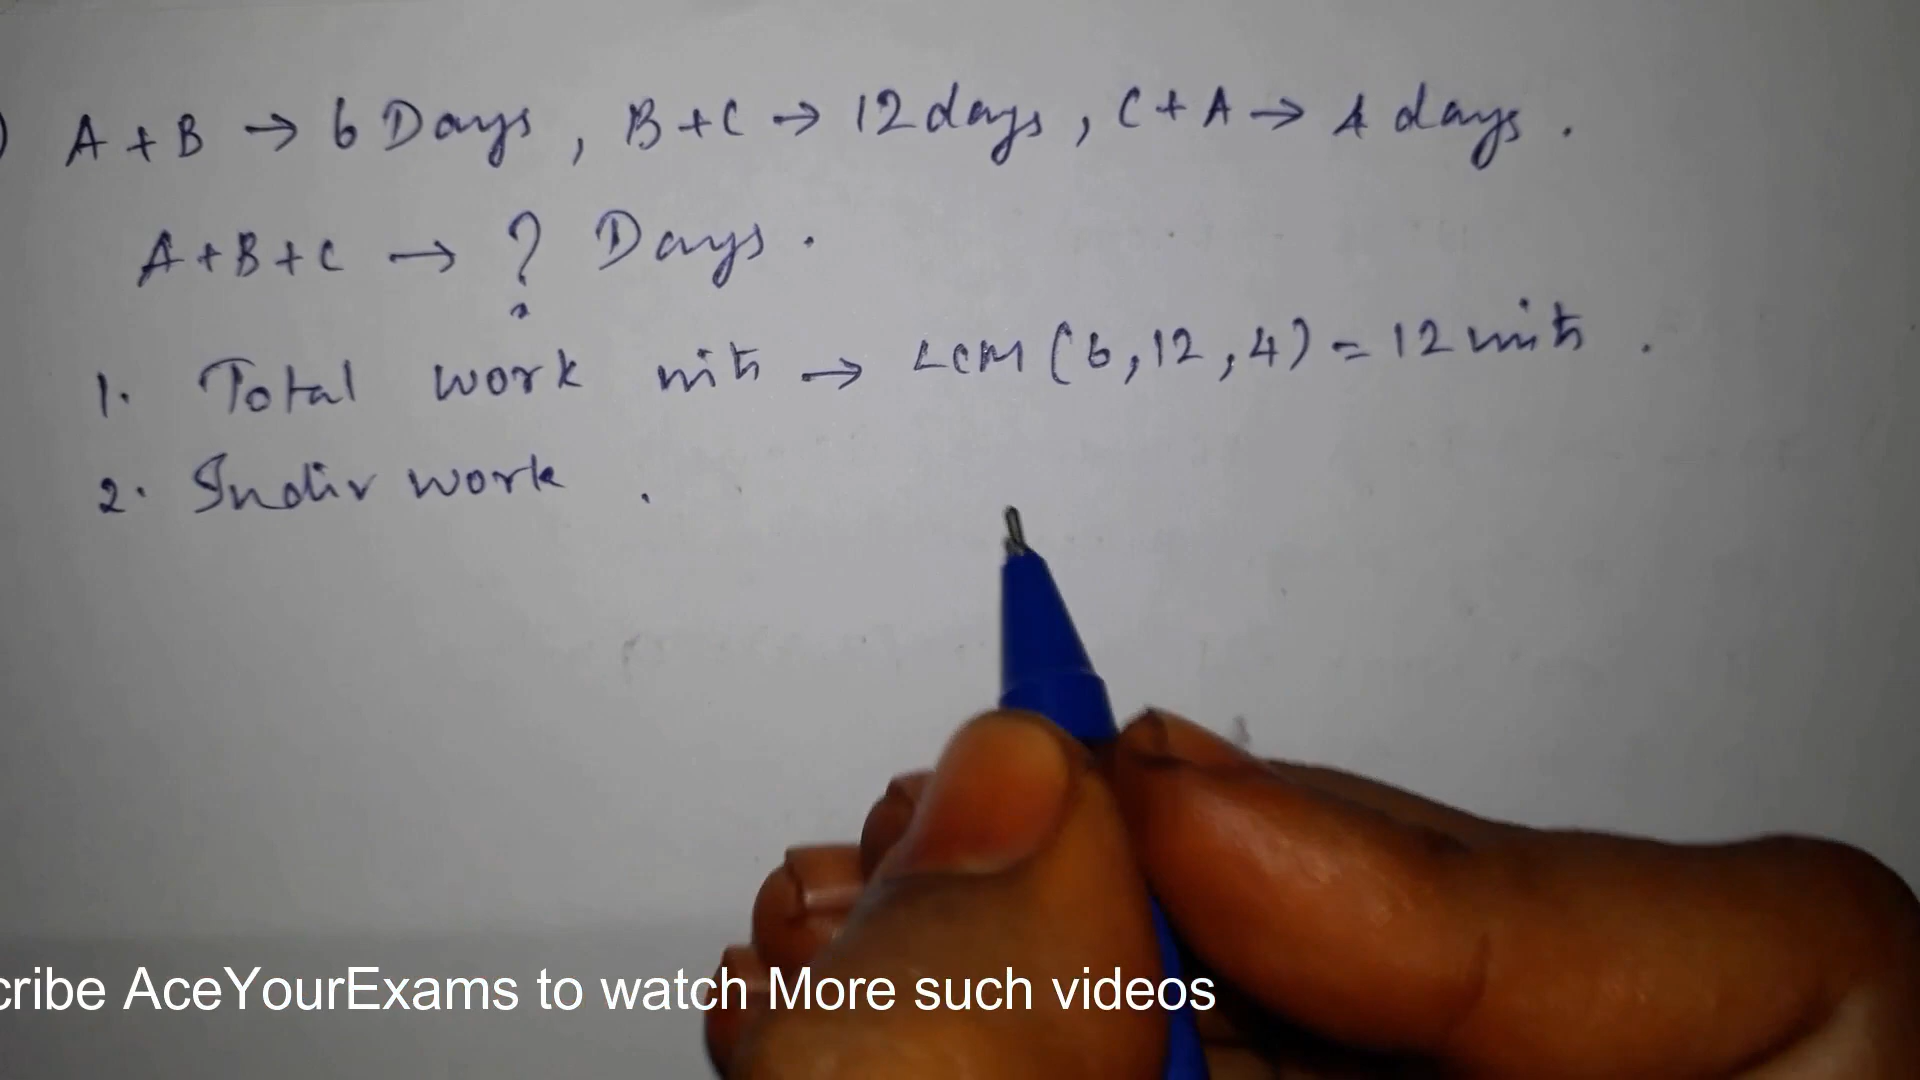 ) A + B → 6 Days , B + C → 12 days , C + A → 4 days .
A + B + C → ? Days .
1. Total work units → LCM ( 6 , 12 , 4 ) = 12 units .
2. Indiv work .
cribe AceYourExams to watch More such videos